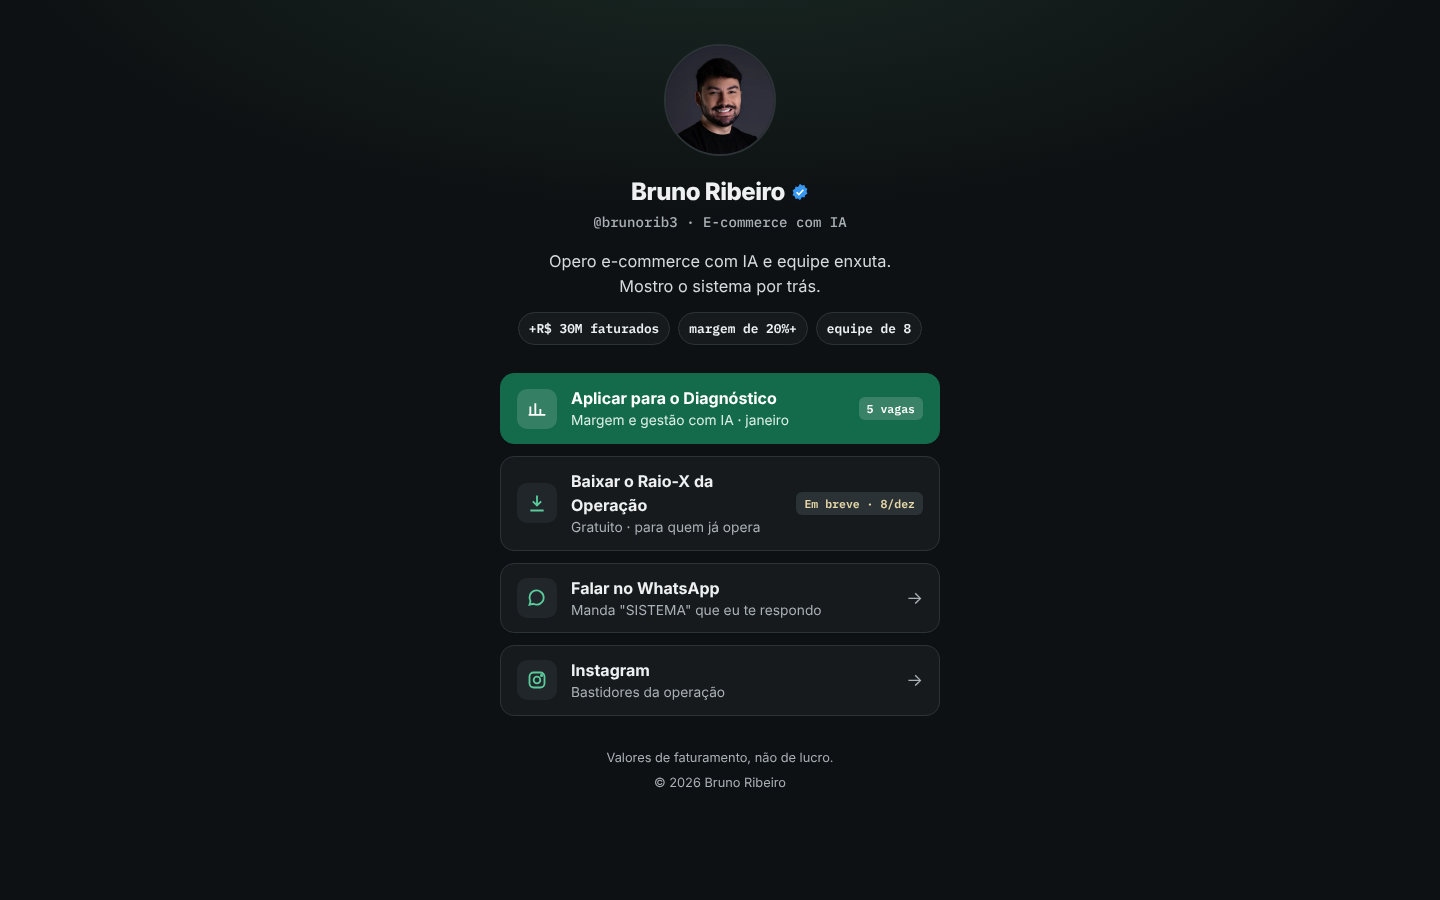 Bruno Ribeiro
@brunorib3 · E-commerce com IA
Opero e-commerce com IA e equipe enxuta.
Mostro o sistema por trás.
+R$ 30M faturados
margem de 20%+
equipe de 8
Aplicar para o Diagnóstico
Margem e gestão com IA · janeiro
5 vagas
Baixar o Raio-X da
Operação
Gratuito · para quem já opera
Em breve · 8/dez
Falar no WhatsApp
Manda "SISTEMA" que eu te respondo
Instagram
Bastidores da operação
Valores de faturamento, não de lucro.
© 2026 Bruno Ribeiro